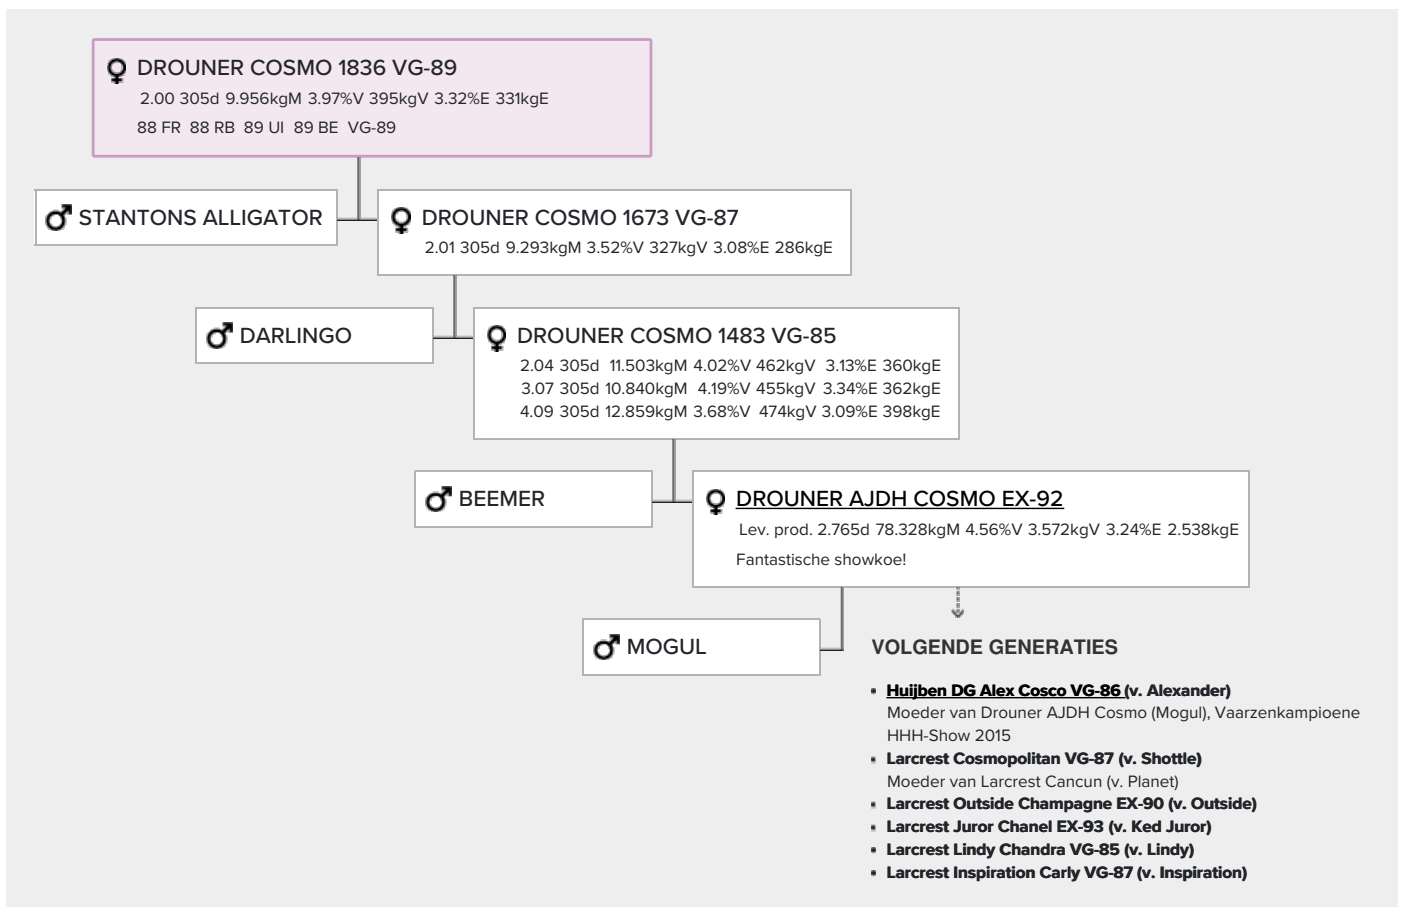 DROUNER COSMO 1836 VG-89
2.00 305d 9.956kgM 3.97%V 395kgV 3.32%E 331kgE
88 FR 88 RB 89 UI 89 BE VG-89
STANTONS ALLIGATOR
DROUNER COSMO 1673 VG-87
2.01 305d 9.293kgM 3.52%V 327kgV 3.08%E 286kgE
DARLINGO
DROUNER COSMO 1483 VG-85
2.04 305d 11.503kgM 4.02%V 462kgV 3.13%E 360kgE
3.07 305d 10.840kgM 4.19%V 455kgV 3.34%E 362kgE
4.09 305d 12.859kgM 3.68%V 474kgV 3.09%E 398kgE
BEEMER
DROUNER AJDH COSMO EX-92
Lev. prod. 2.765d 78.328kgM 4.56%V 3.572kgV 3.24%E 2.538kgE
Fantastische showkoe!
MOGUL
VOLGENDE GENERATIES
Huijben DG Alex Cosco VG-86 (v. Alexander)
Moeder van Drouner AJDH Cosmo (Mogul), Vaarzenkampioene
HHH-Show 2015
Larcrest Cosmopolitan VG-87 (v. Shottle)
Moeder van Larcrest Cancun (v. Planet)
Larcrest Outside Champagne EX-90 (v. Outside)
Larcrest Juror Chanel EX-93 (v. Ked Juror)
Larcrest Lindy Chandra VG-85 (v. Lindy)
Larcrest Inspiration Carly VG-87 (v. Inspiration)